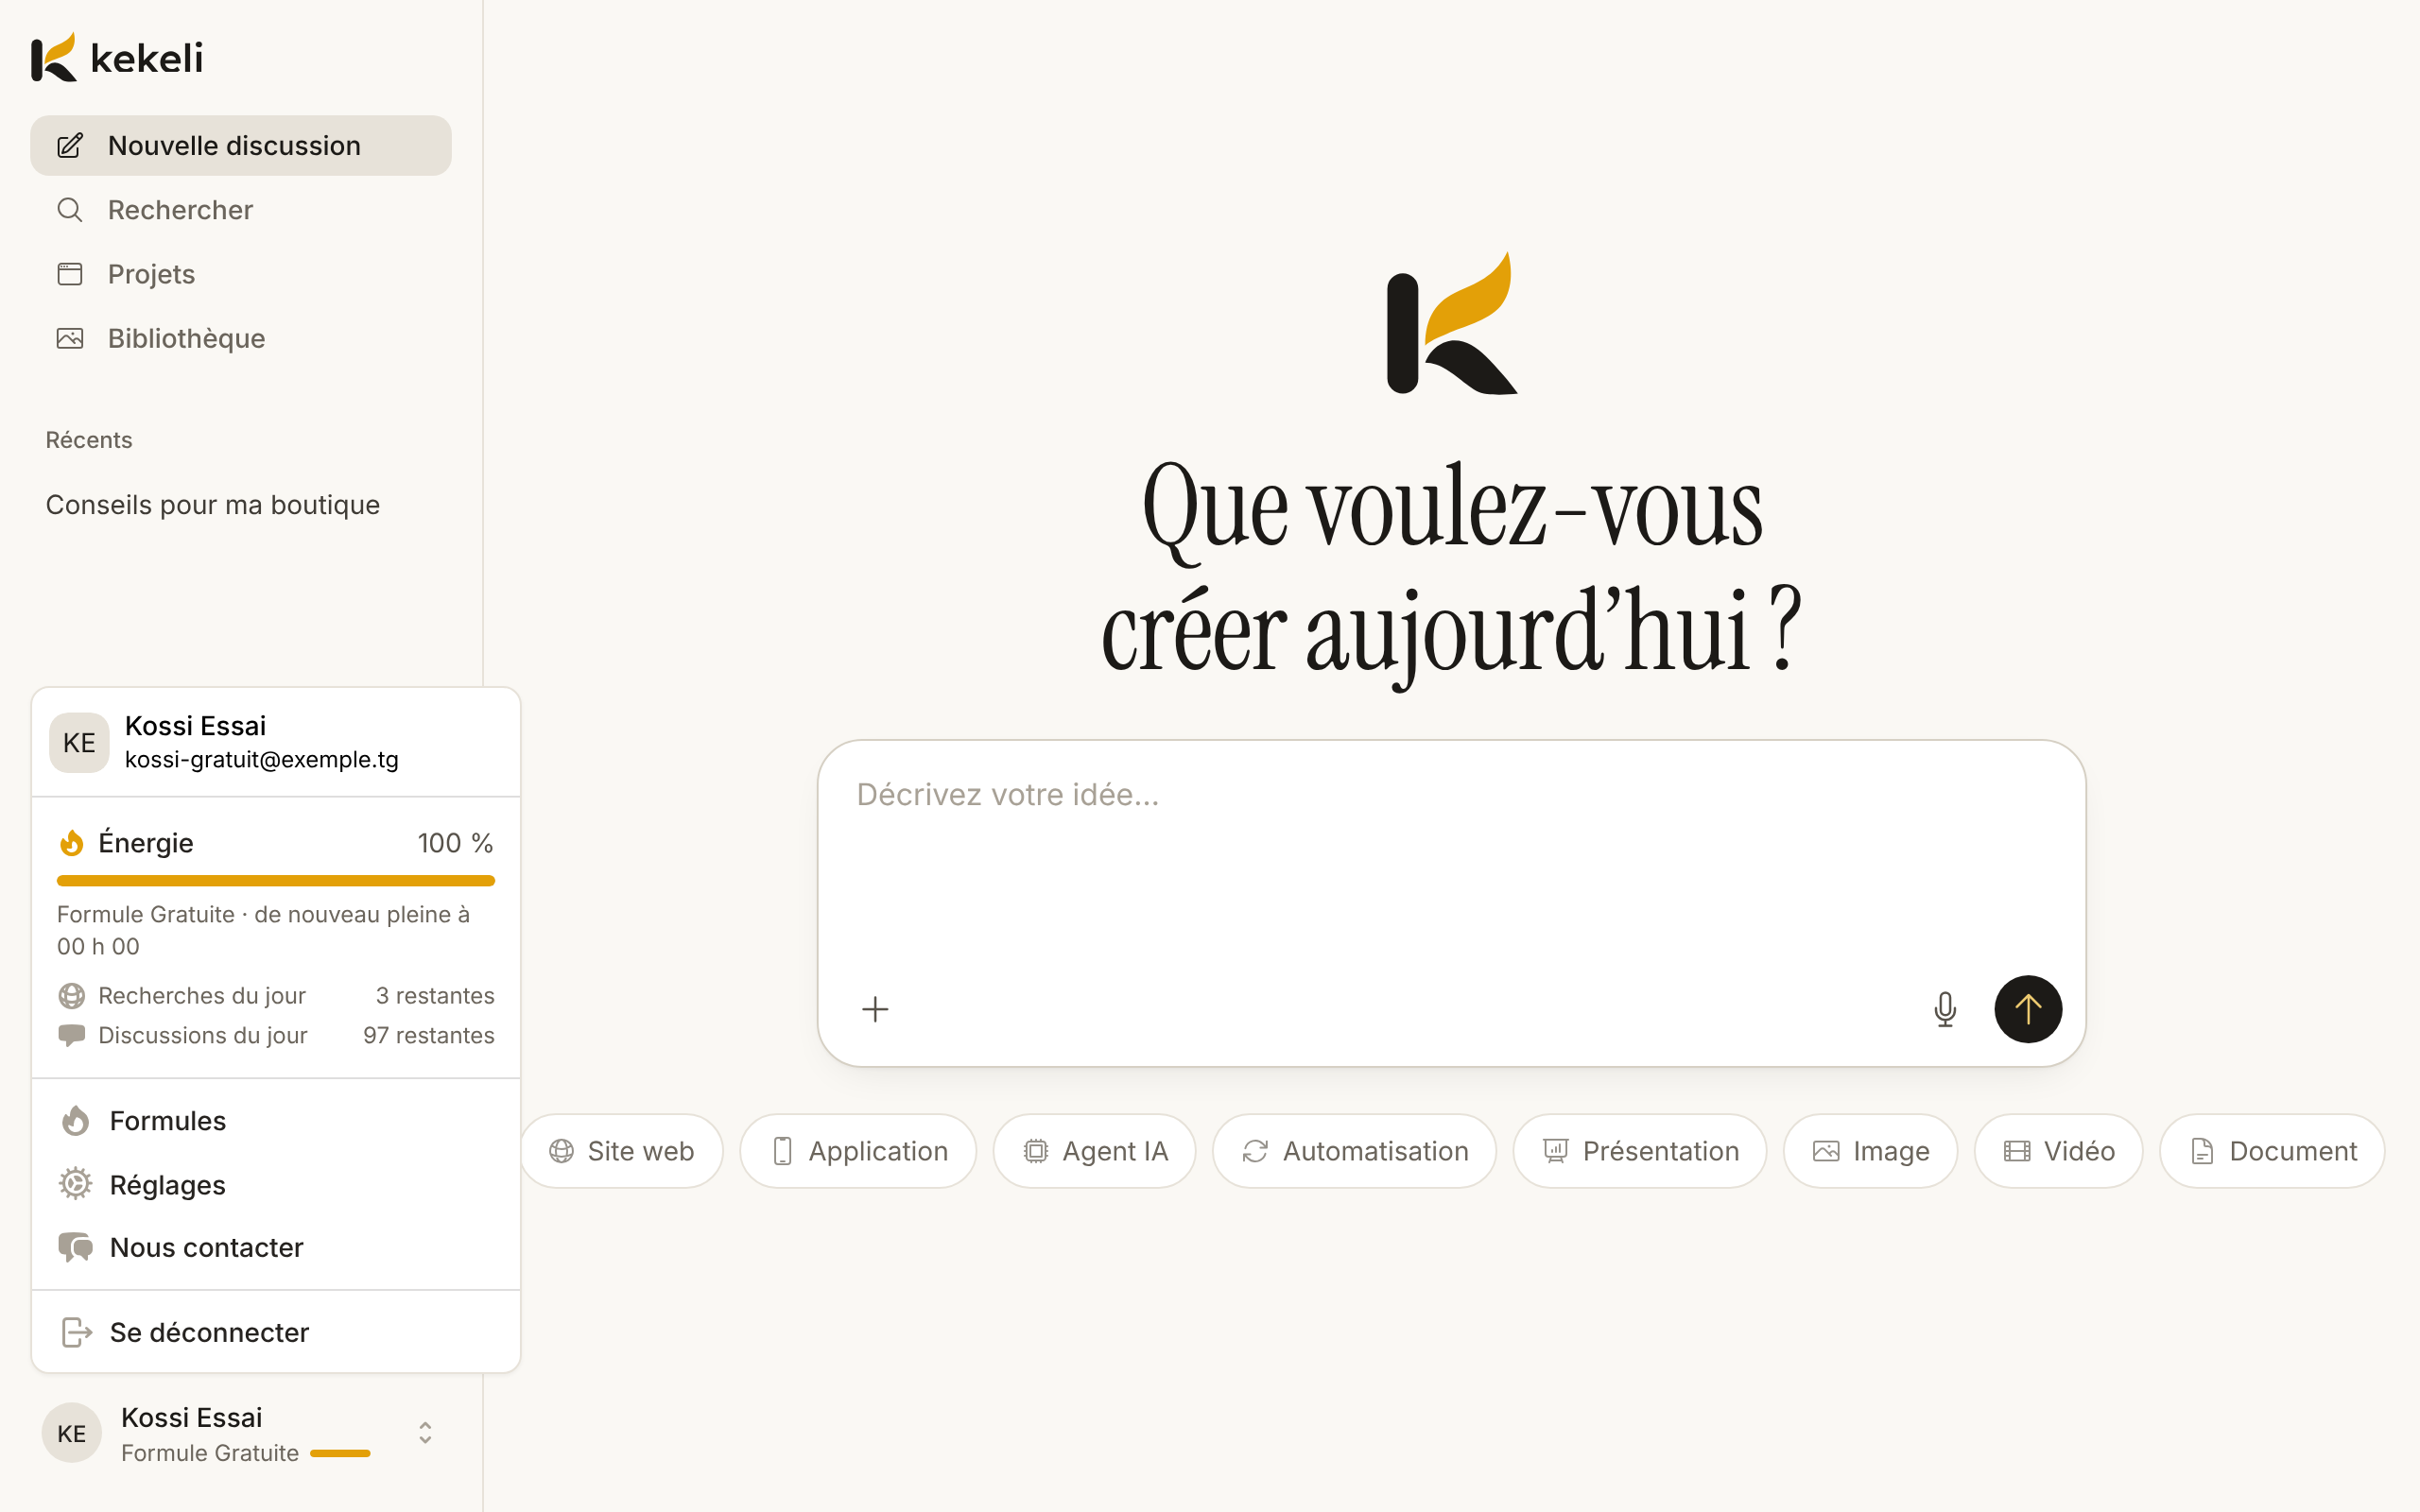 kekeli
Nouvelle discussion
Rechercher
Projets
Bibliothèque
Récents
Conseils pour ma boutique
KE
Kossi Essai
kossi-gratuit@exemple.tg
Énergie
100 %
Formule Gratuite · de nouveau pleine à
00 h 00
Recherches du jour
3 restantes
Discussions du jour
97 restantes
Formules
Réglages
Nous contacter
Se déconnecter
KE
Kossi Essai
Formule Gratuite
Que voulez-vous
créer aujourd’hui ?
Décrivez votre idée...
Site web
Application
Agent IA
Automatisation
Présentation
Image
Vidéo
Document